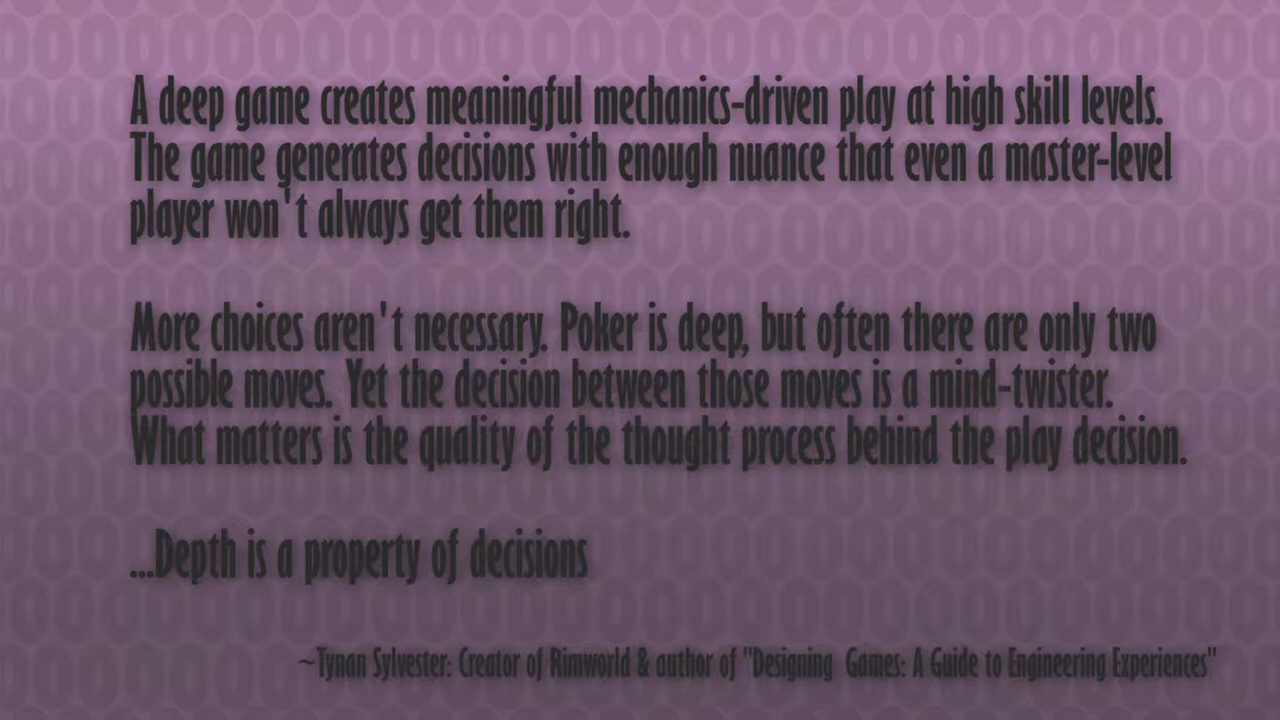 A deep game creates meaningful mechanics-driven play at high skill levels.
The game generates decisions with enough nuance that even a master-level
player won't always get them right.
More choices aren't necessary. Poker is deep, but often there are only two
possible moves. Yet the decision between those moves is a mind-twister.
What matters is the quality of the thought process behind the play decision.
...Depth is a property of decisions
~Tynan Sylvester: Creator of Rimworld & author of "Designing Games: A Guide to Engineering Experiences"